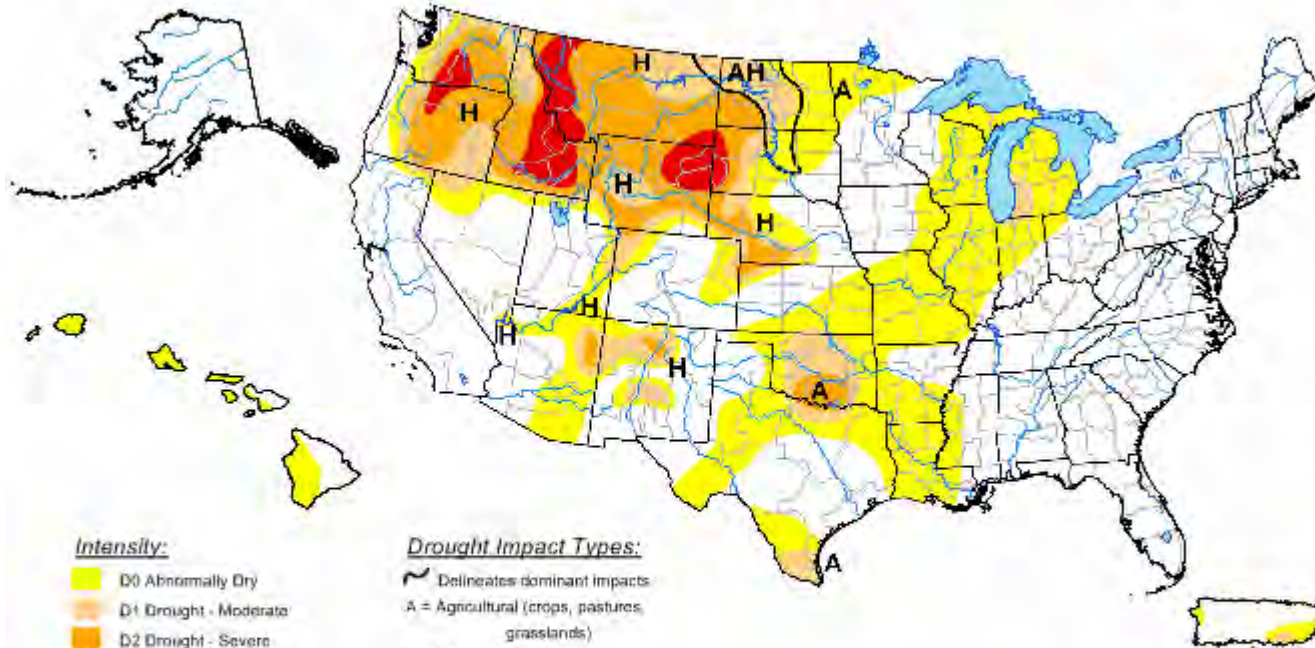 H
AH
A
H
H
H
H
H
H
A
A
Intensity:
D0 Abnormally Dry
D1 Drought - Moderate
D2 Drought - Severe
Drought Impact Types:
Delineates dominant impacts
A = Agricultural (crops, pastures,
grasslands)